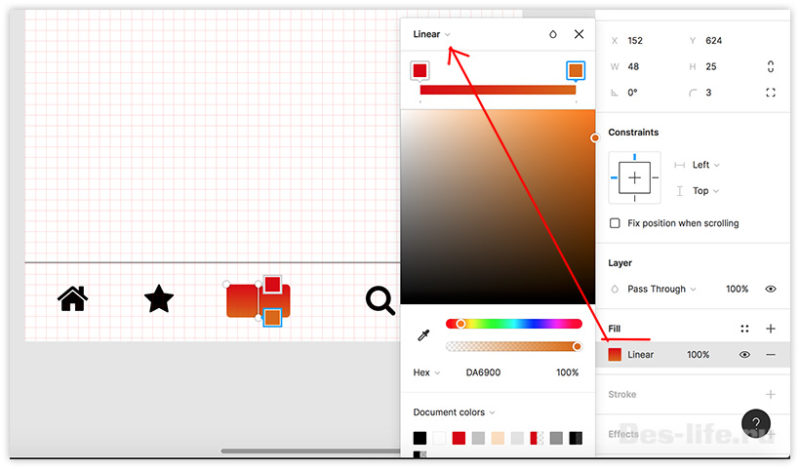 Linear
X 152 Y 624
W 48 H 25
0° 3
Constraints
Left
Top
Fix position when scrolling
Layer
Pass Through 100%
Fill
Linear 100%
Hex DA6900 100%
Stroke
Document colors
?
Effects
Bes-life.ru